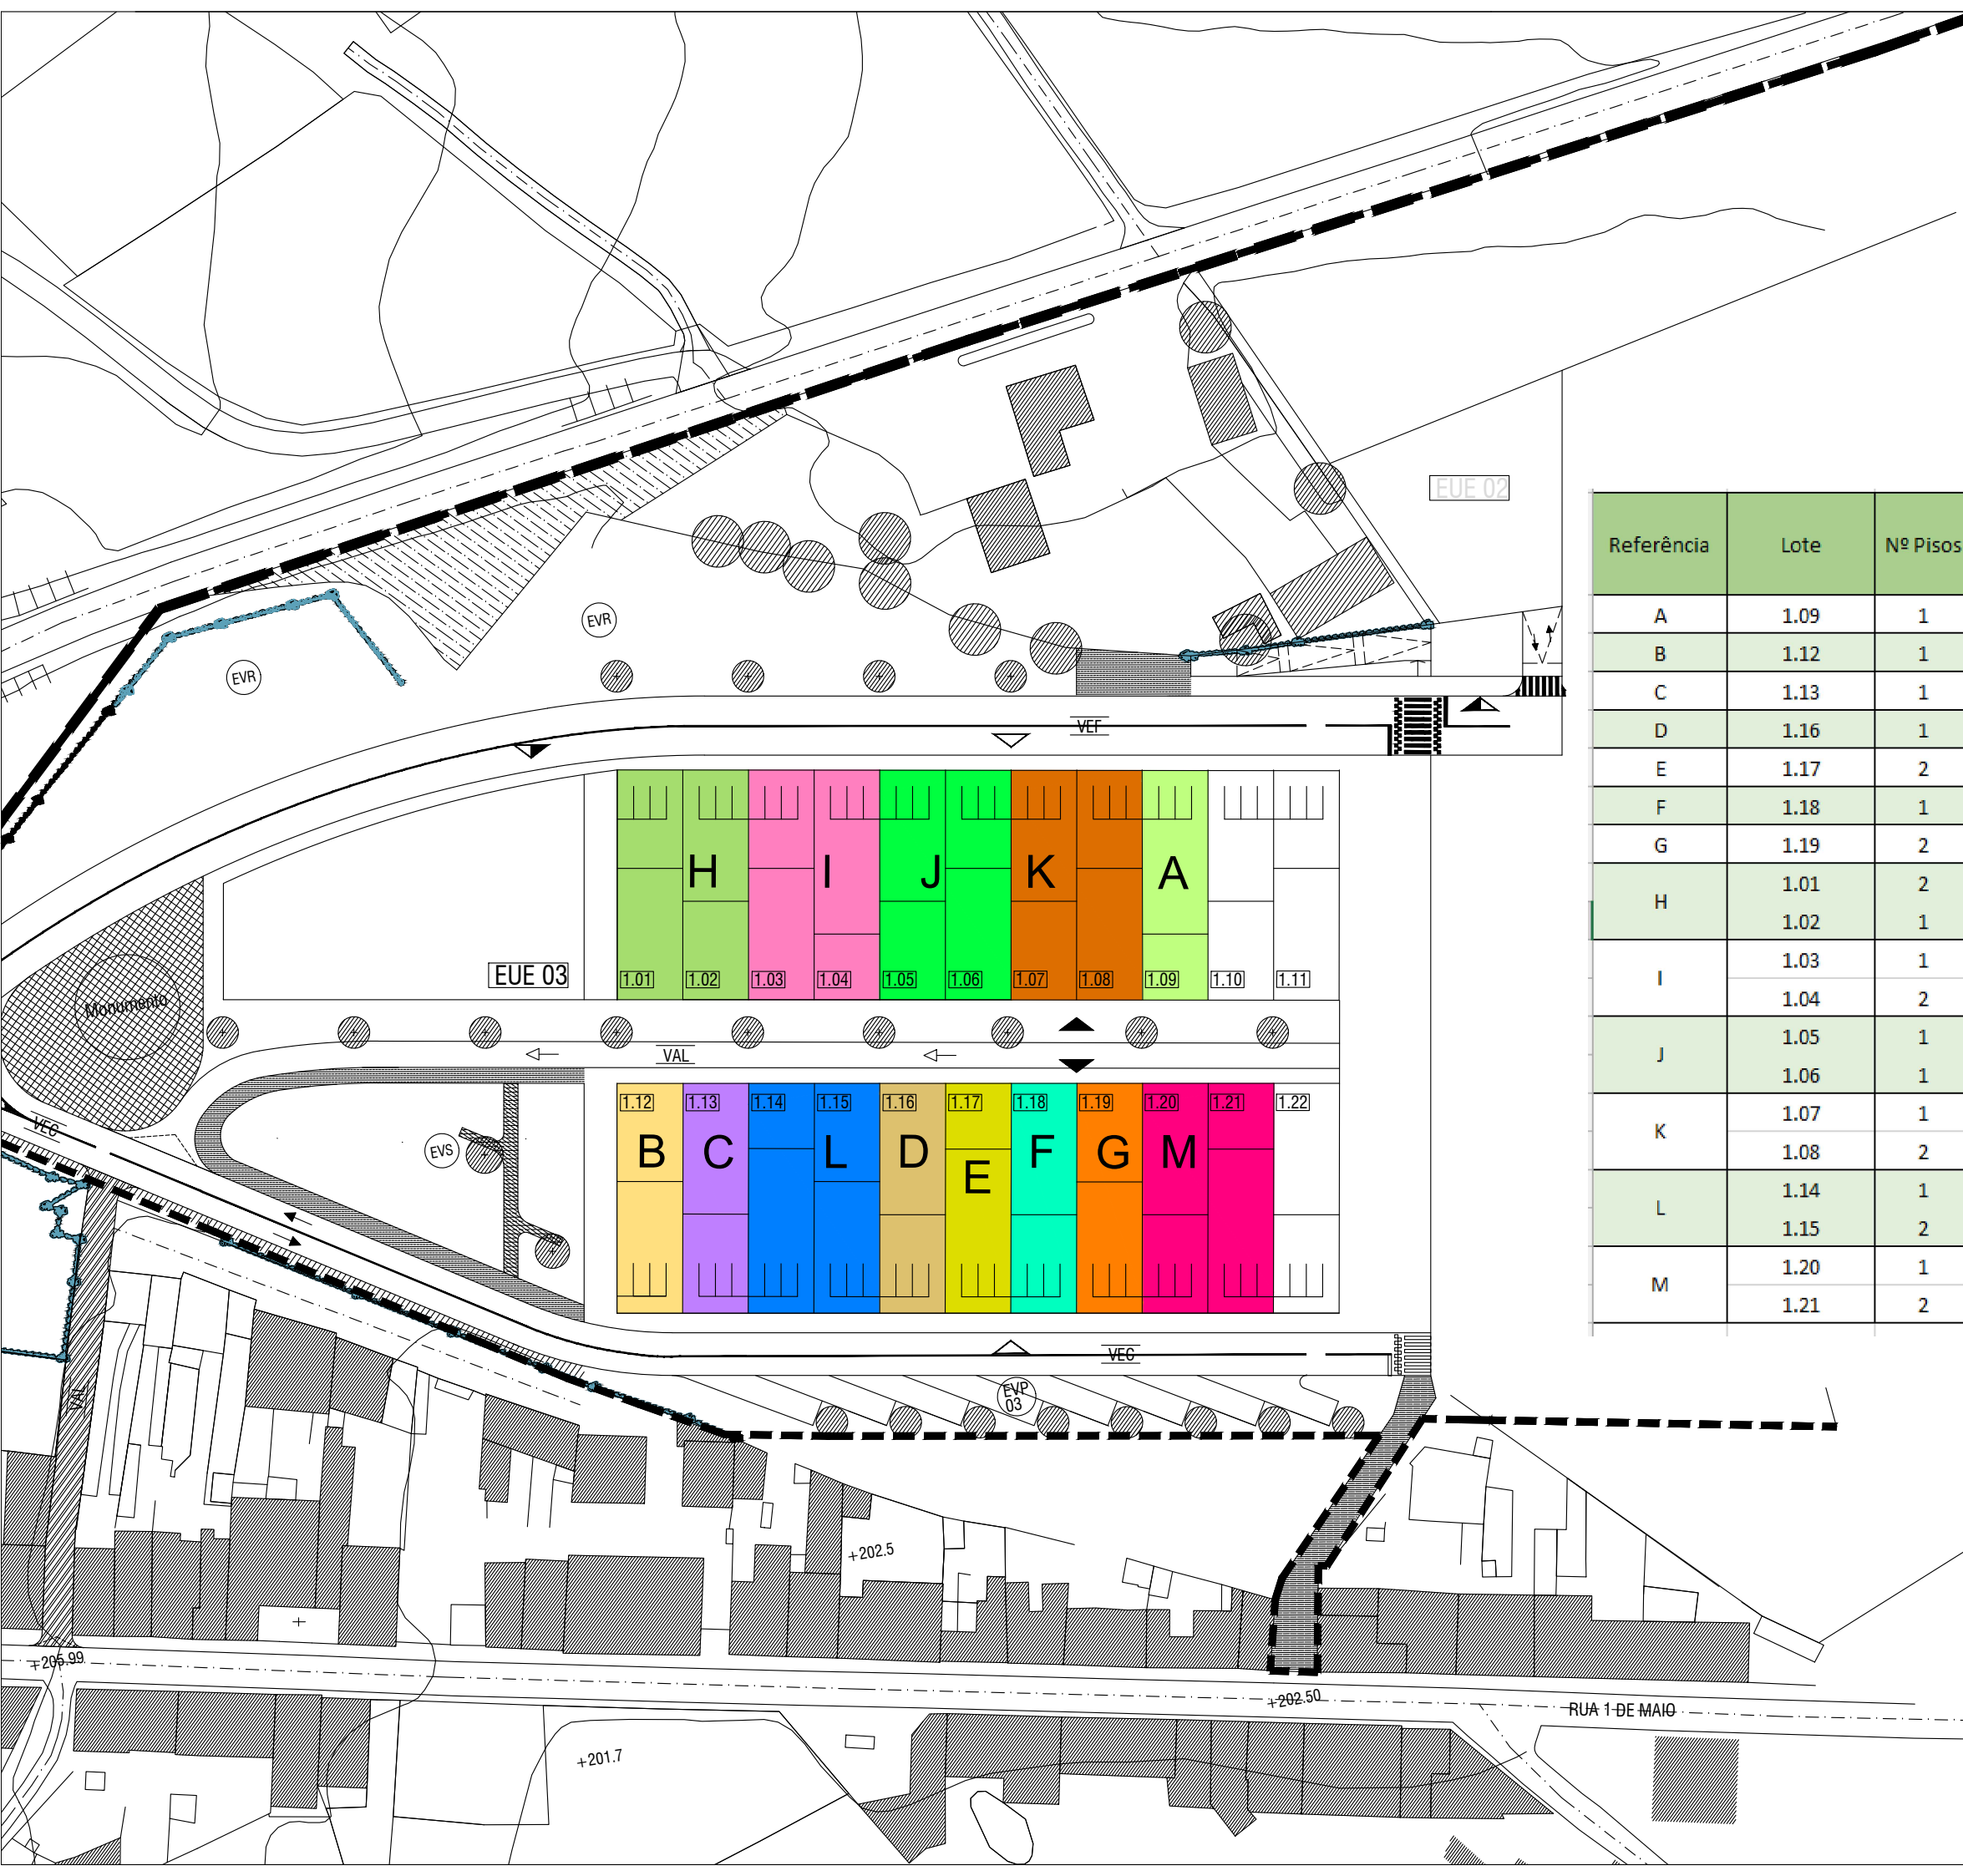 EUE 02
EVR
EVR
VEF
H I J K A
EUE 03
1.01 1.02 1.03 1.04 1.05 1.06 1.07 1.08 1.09 1.10 1.11
Monumento
VAL
1.12 1.13 1.14 1.15 1.16 1.17 1.18 1.19 1.20 1.21 1.22
VEC
EVS
B C L D E F G M
VEC
EVP
03
VAL
+202.5
+205.99
+202.50
RUA 1 DE MAIO
+201.7
Referência Lote Nº Pisos
A 1.09 1
B 1.12 1
C 1.13 1
D 1.16 1
E 1.17 2
F 1.18 1
G 1.19 2
H 1.01 2
1.02 1
I 1.03 1
1.04 2
J 1.05 1
1.06 1
K 1.07 1
1.08 2
L 1.14 1
1.15 2
M 1.20 1
1.21 2